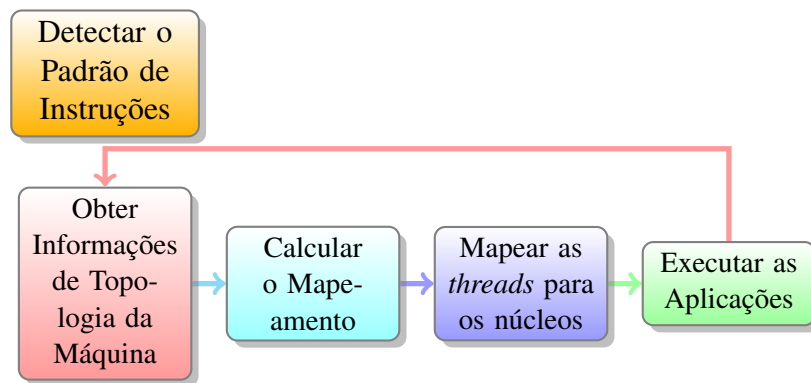 Detectar o
Padrão de
Instruções
Obter
Informações
de Topo-
logia da
Máquina
Calcular
o Mape-
amento
Mapear as
threads para
os núcleos
Executar as
Aplicações